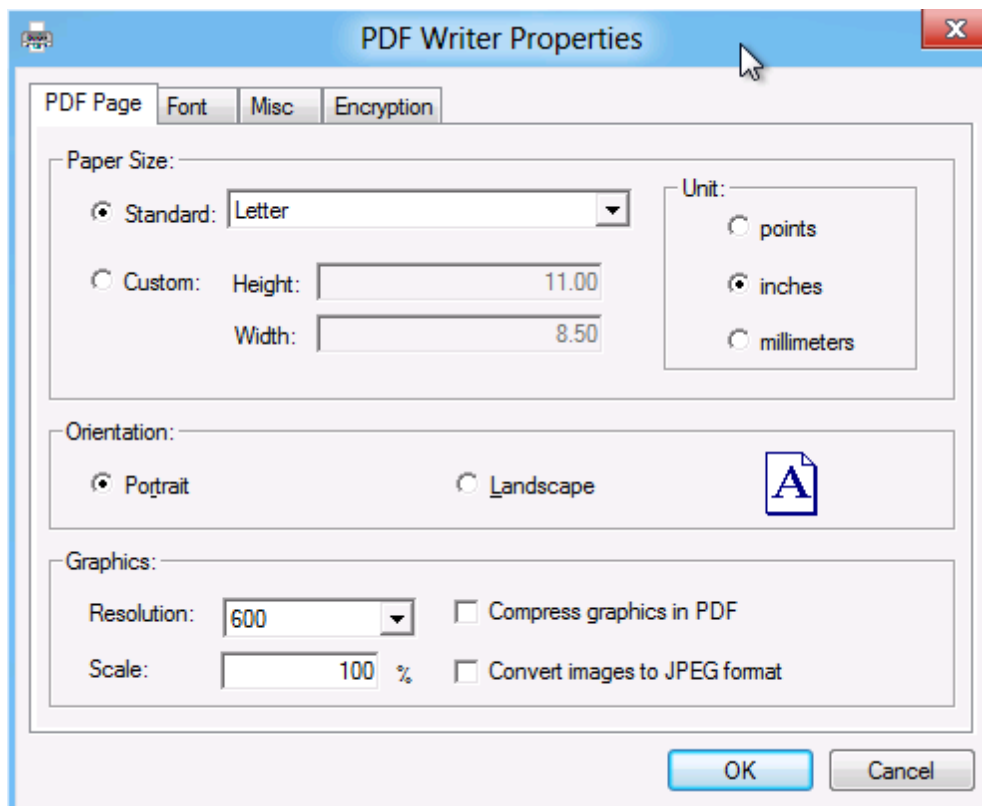 PDF Writer Properties
x
PDF Page Font Misc Encryption
Paper Size:
Standard: Letter
Unit:
points
Custom: Height: 11.00
inches
Width: 8.50
millimeters
Orientation:
Portrait Landscape
A
Graphics:
Resolution: 600 Compress graphics in PDF
Scale: 100 % Convert images to JPEG format
OK Cancel